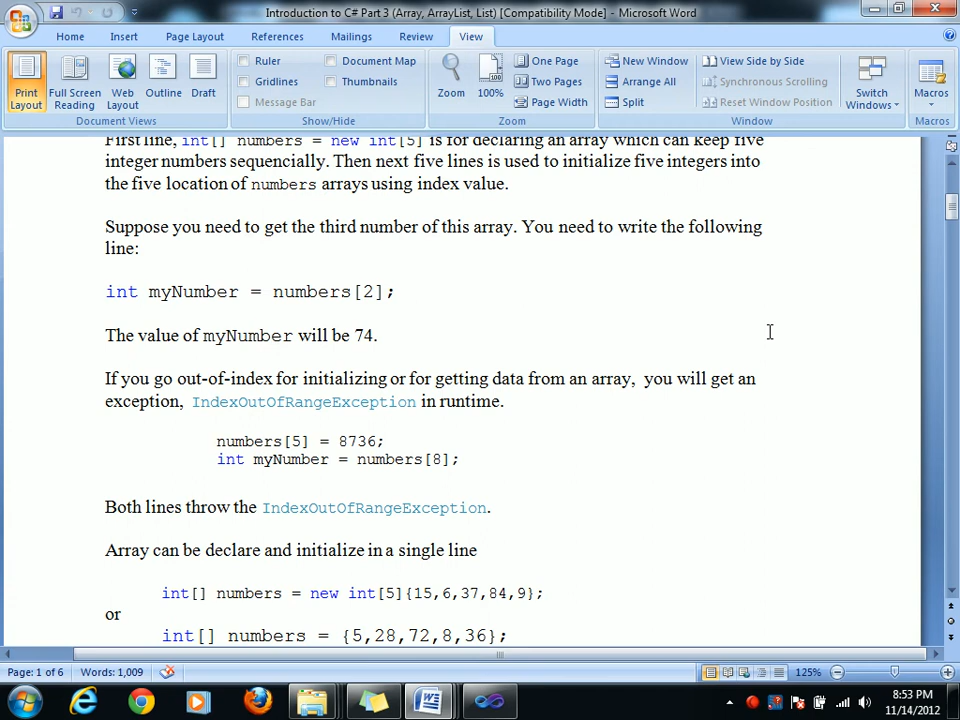 Introduction to C# Part 3 (Array, ArrayList, List) [Compatibility Mode] - Microsoft Word
Home Insert Page Layout References Mailings Review View
Ruler Document Map One Page New Window View Side by Side
Gridlines Thumbnails Two Pages Arrange All Synchronous Scrolling
Message Bar Page Width Split Reset Window Position
Print Layout Full Screen Reading Web Layout Outline Draft Zoom 100% Switch Windows Macros
Document Views Show/Hide Zoom Window Macros
First line, int[] numbers = new int[5] is for declaring an array which can keep five
integer numbers sequencially. Then next five lines is used to initialize five integers into
the five location of numbers arrays using index value.
Suppose you need to get the third number of this array. You need to write the following
line:
int myNumber = numbers[2];
The value of myNumber will be 74.
If you go out-of-index for initializing or for getting data from an array, you will get an
exception, IndexOutOfRangeException in runtime.
numbers[5] = 8736;
int myNumber = numbers[8];
Both lines throw the IndexOutOfRangeException.
Array can be declare and initialize in a single line
int[] numbers = new int[5]{15,6,37,84,9};
or
int[] numbers = {5,28,72,8,36};
Page: 1 of 6 Words: 1,009 125%
8:53 PM
11/14/2012